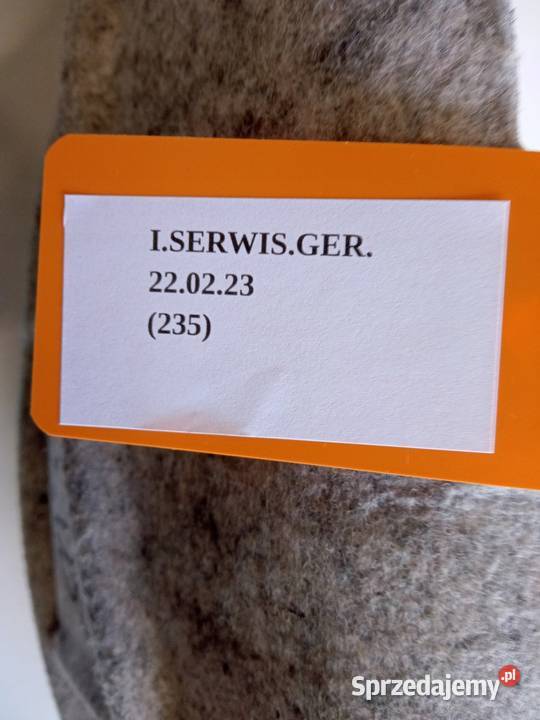 I.SERWIS.GER.
22.02.23
(235)
Sprzedajemy.pl